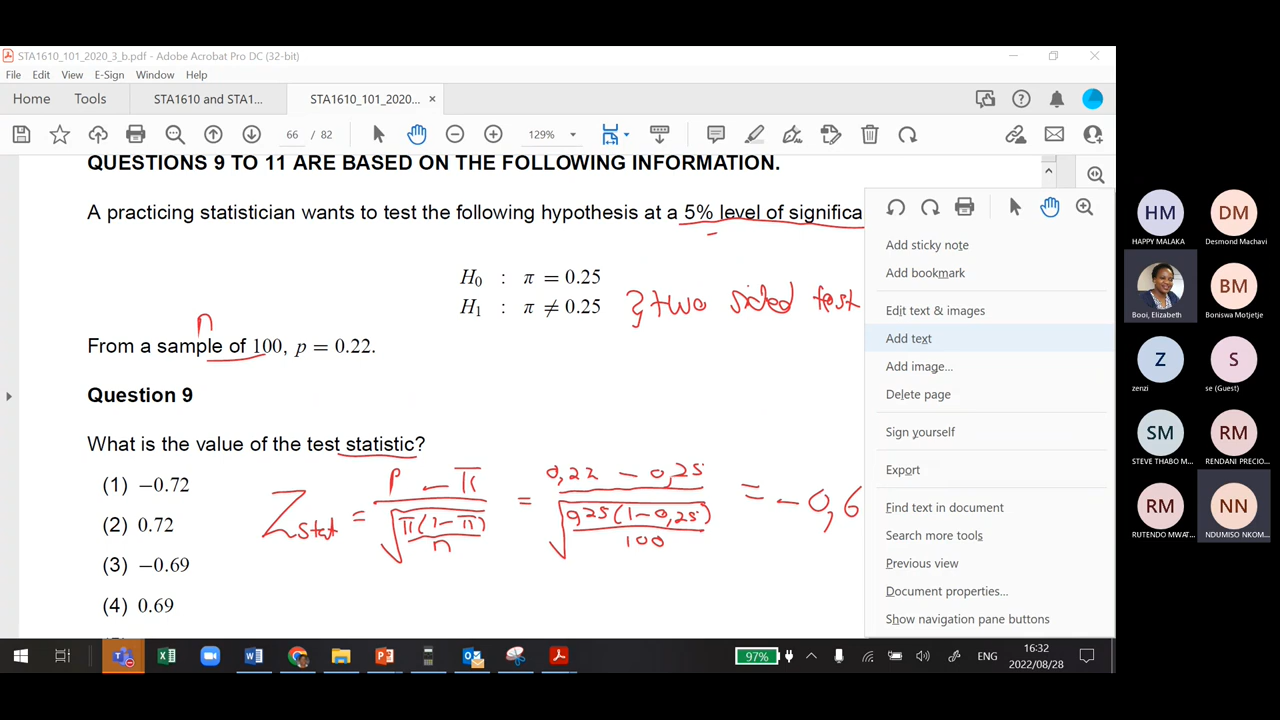 STA1610_101_2020_3_b.pdf - Adobe Acrobat Pro DC (32-bit)
File Edit View E-Sign Window Help
Home Tools STA1610 and STA1... STA1610_101_2020... ×
66 / 82 129%
QUESTIONS 9 TO 11 ARE BASED ON THE FOLLOWING INFORMATION.
A practicing statistician wants to test the following hypothesis at a 5% level of significa
H₀ : π = 0.25
H₁ : π ≠ 0.25 } two sided test
n
From a sample of 100, p = 0.22.
Question 9
What is the value of the test statistic?
(1) −0.72
(2) 0.72
(3) −0.69
(4) 0.69
Zstat = (p − π) / √(π(1 − π) / n) = (0,22 − 0,25) / √(0,25(1 − 0,25) / 100) = −0,6
Add sticky note
Add bookmark
Edit text & images
Add text
Add image...
Delete page
Sign yourself
Export
Find text in document
Search more tools
Previous view
Document properties...
Show navigation pane buttons
HM
HAPPY MALAKA
DM
Desmond Machavi
Booi, Elizabeth
BM
Boniswa Motjetje
Z
zenzi
S
se (Guest)
SM
STEVE THABO M...
RM
RENDANI PRECIO...
RM
RUTENDO MWAT...
NN
NDUMISO NKOM...
97%
ENG
16:32
2022/08/28